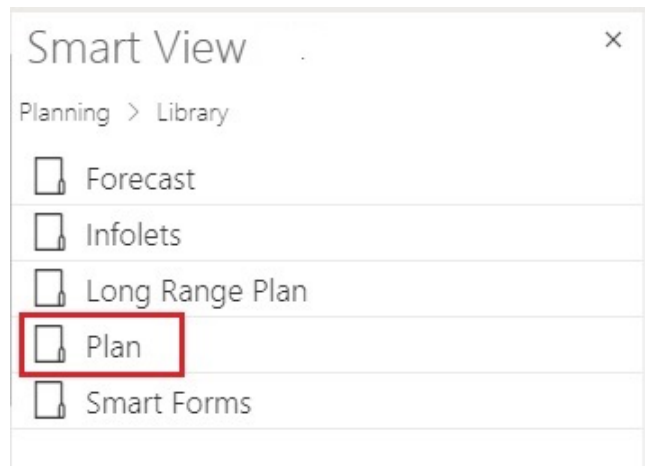 Smart View
Planning > Library
Forecast
Infolets
Long Range Plan
Plan
Smart Forms